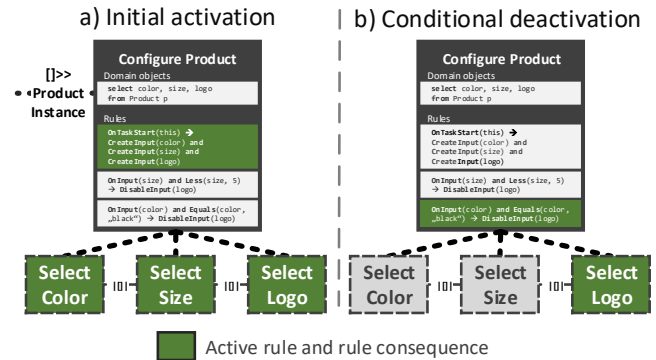 a) Initial activation
b) Conditional deactivation
[]>>
Product
Instance
Configure Product
Domain objects
select color, size, logo
from Product p
Rules
OnTaskStart(this) →
CreateInput(color) and
CreateInput(size) and
CreateInput(logo)
OnInput(size) and Less(size, 5)
→ DisableInput(logo)
OnInput(color) and Equals(color,
„black“) → DisableInput(logo)
Select
Color
|□|
Select
Size
|□|
Select
Logo
Configure Product
Domain objects
select color, size, logo
from Product p
Rules
OnTaskStart(this) →
CreateInput(color) and
CreateInput(size) and
CreateInput(logo)
OnInput(size) and Less(size, 5)
→ DisableInput(logo)
OnInput(color) and Equals(color,
„black“) → DisableInput(logo)
Select
Color
|□|
Select
Size
|□|
Select
Logo
Active rule and rule consequence